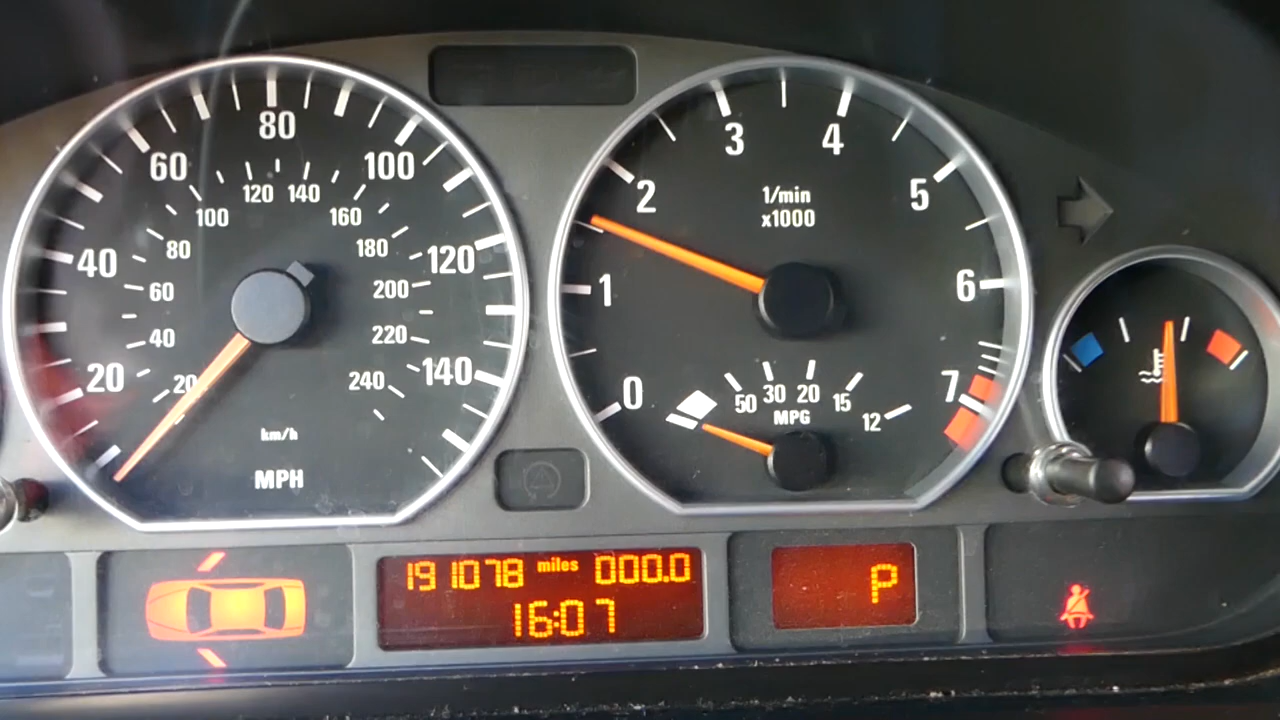 20 40 60 80 100 120 140
20 40 60 80 100 120 140 160 180 200 220 240
km/h
MPH
0 1 2 3 4 5 6 7
1/min
x1000
50 30 20 15 12
MPG
191078 miles 000.0
16:07
P